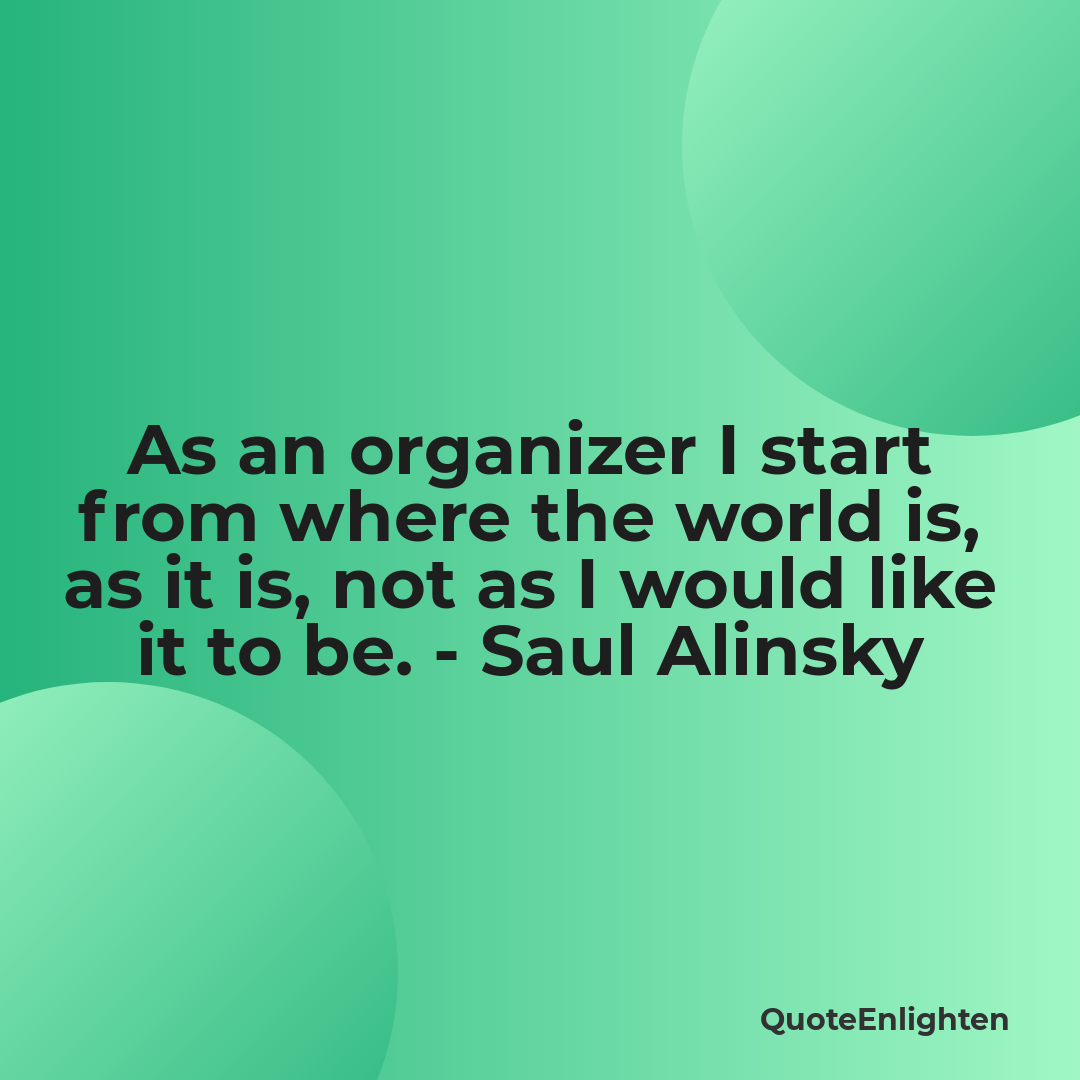 As an organizer I start
from where the world is,
as it is, not as I would like
it to be. - Saul Alinsky
QuoteEnlighten